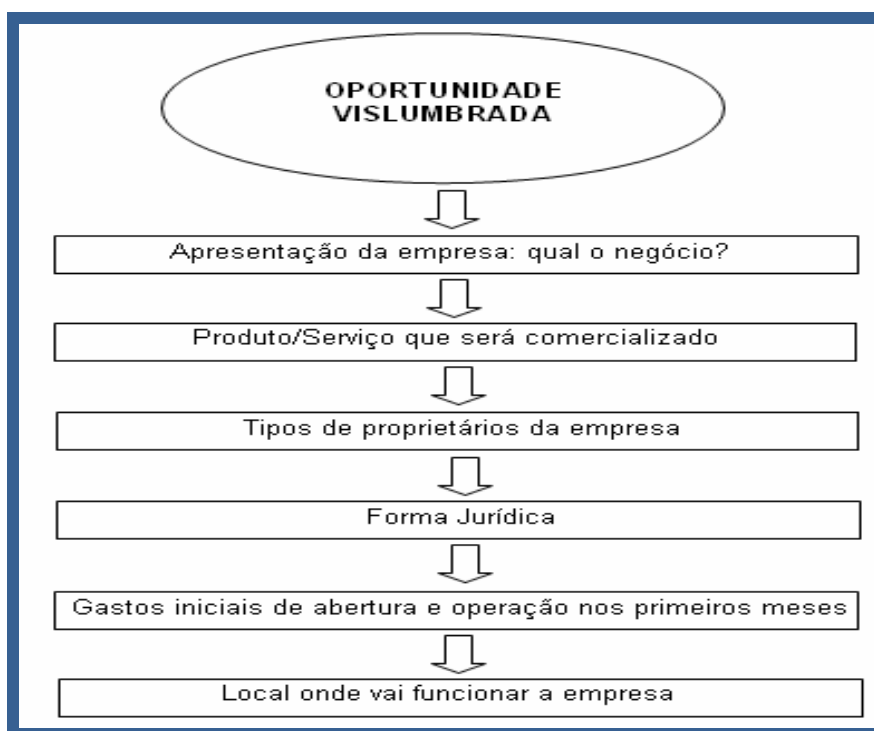 OPORTUNIDADE
VISLUMBRADA
Apresentação da empresa: qual o negócio?
Produto/Serviço que será comercializado
Tipos de proprietários da empresa
Forma Jurídica
Gastos iniciais de abertura e operação nos primeiros meses
Local onde vai funcionar a empresa